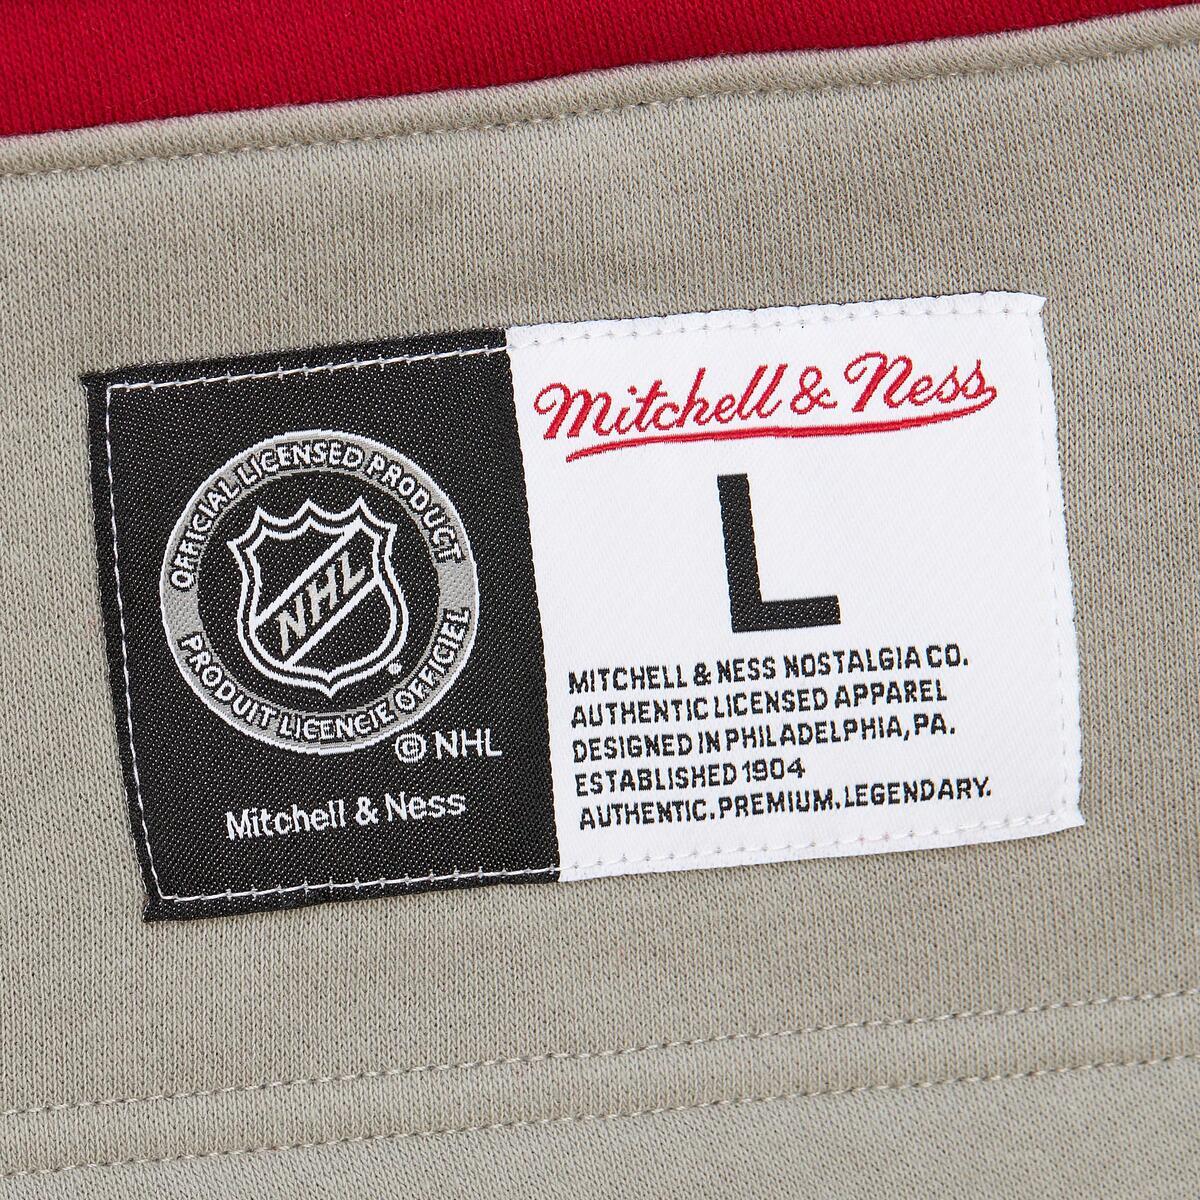 OFFICIAL LICENSED PRODUCT
NHL
®
PRODUIT LICENCIE OFFICIEL
© NHL
Mitchell & Ness
Mitchell & Ness
L
MITCHELL & NESS NOSTALGIA CO.
AUTHENTIC LICENSED APPAREL
DESIGNED IN PHILADELPHIA, PA.
ESTABLISHED 1904
AUTHENTIC. PREMIUM. LEGENDARY.